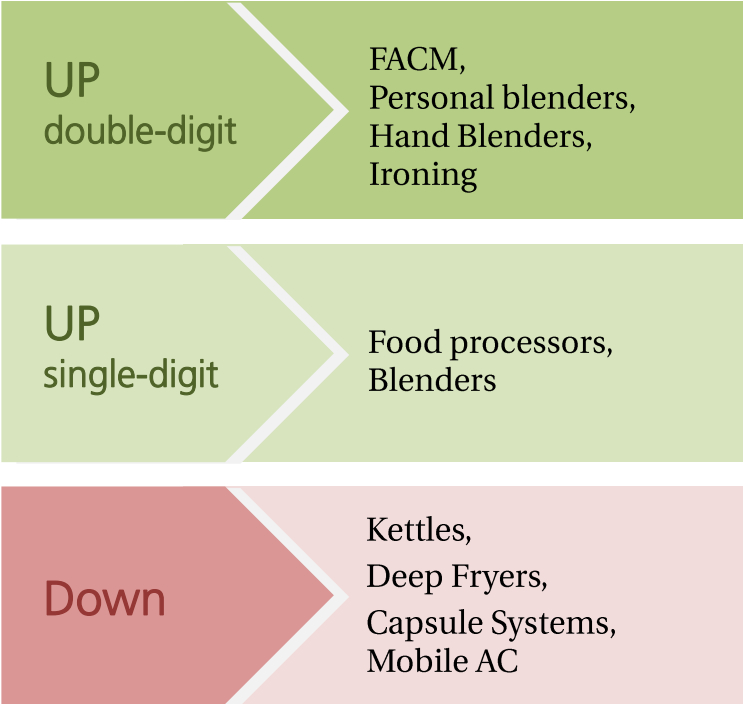 UP
double-digit
FACM,
Personal blenders,
Hand Blenders,
Ironing
UP
single-digit
Food processors,
Blenders
Down
Kettles,
Deep Fryers,
Capsule Systems,
Mobile AC